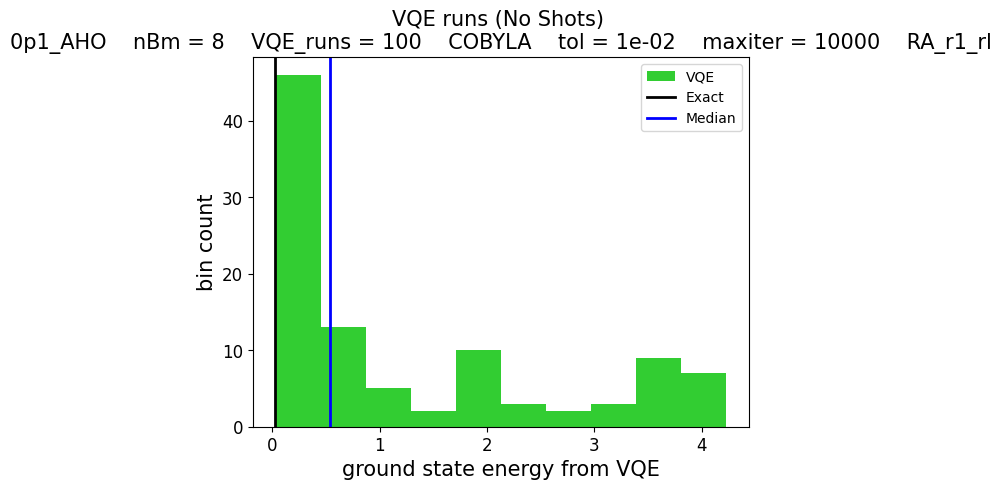 VQE runs (No Shots)
0p1_AHO    nBm = 8    VQE_runs = 100    COBYLA    tol = 1e-02    maxiter = 10000    RA_r1_rl
VQE
Exact
Median
bin count
40
30
20
10
0
0 1 2 3 4
ground state energy from VQE